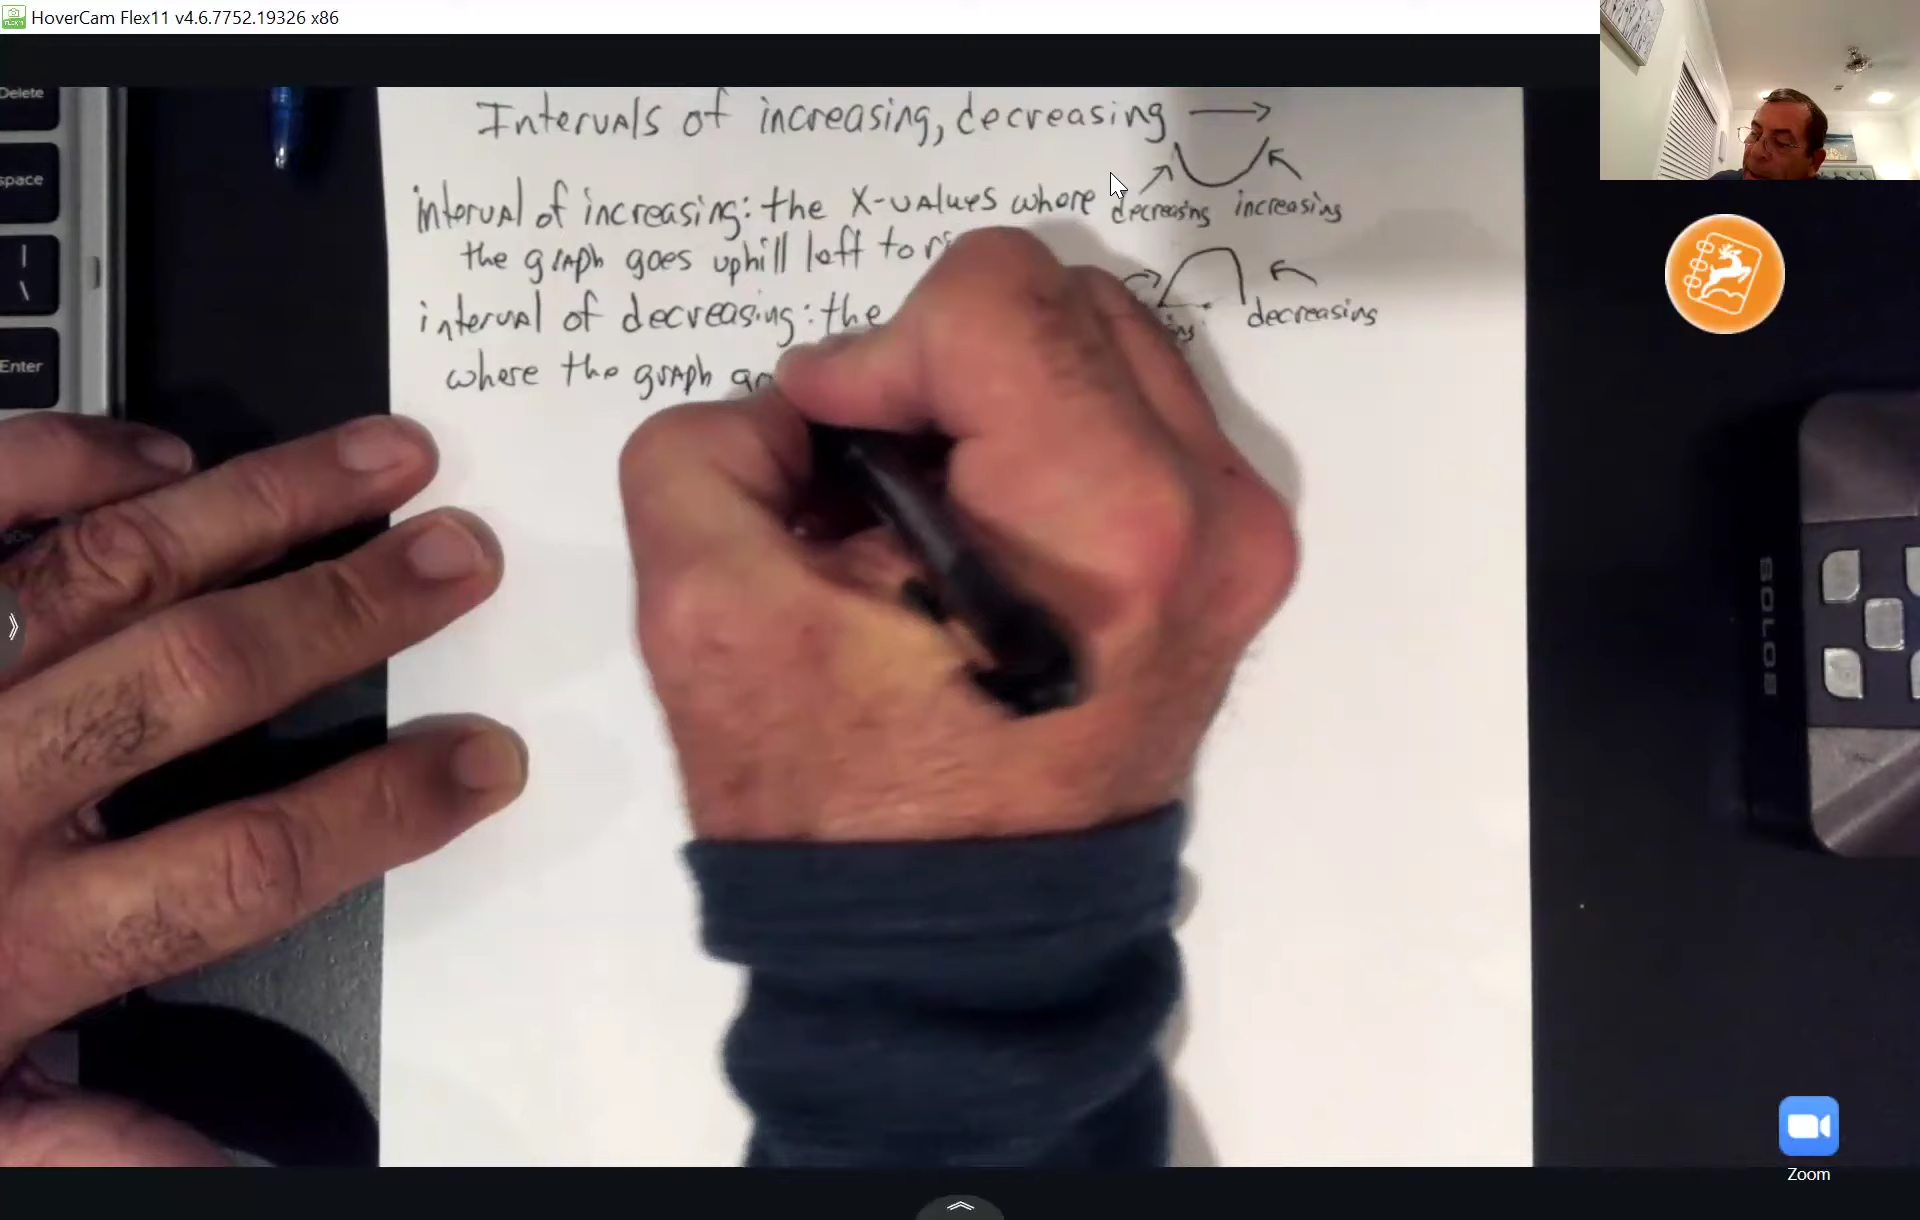 HoverCam Flex11 v4.6.7752.19326 x86
Delete
space
|
\
Enter
Intervals of increasing, decreasing →
interval of increasing: the x-values where
the graph goes uphill left to
decreasing increasing
interval of decreasing: the
decreasing
where the graph
SOLO8
Zoom